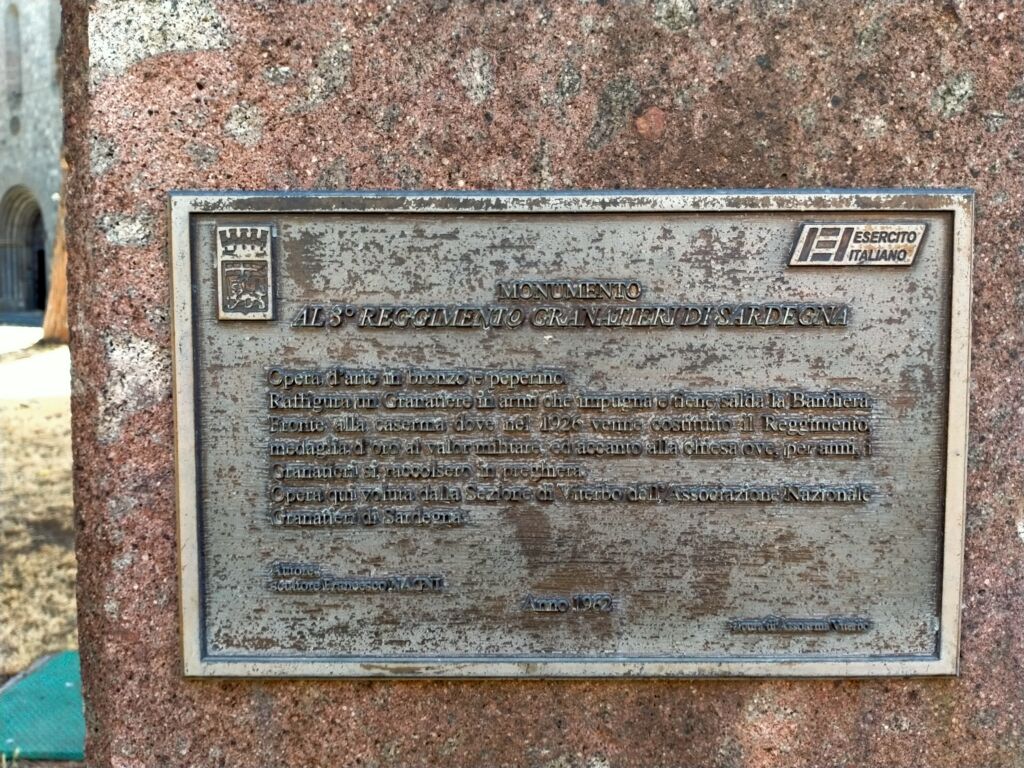 ESERCITO
ITALIANO
MONUMENTO
AL 3° REGGIMENTO GRANATIERI DI SARDEGNA
Opera d'arte in bronzo e peperino.
Raffigura un Granatiere in armi che impugna e tiene salda la Bandiera.
Fronte alla caserma dove nel 1926 venne costituito il Reggimento
medaglia d'oro al valor militare, ed accanto alla chiesa ove, per anni, i
Granatieri si raccolsero in preghiera.
Opera qui voluta dalla Sezione di Viterbo dell'Associazione Nazionale
Granatieri di Sardegna.
Autore:
scultore Francesco
Anno 1982
Viterbo